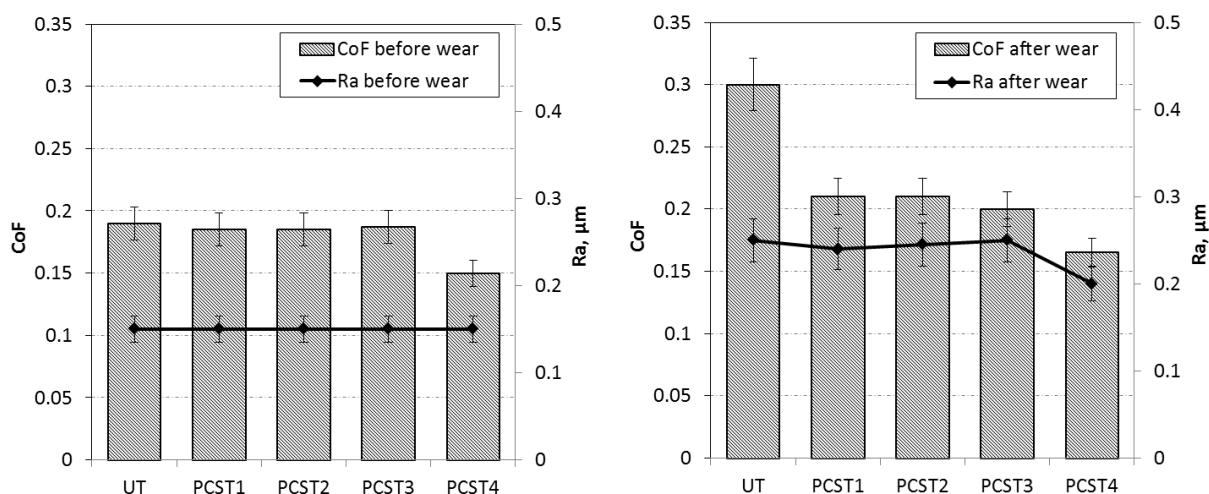 0.35
0.3
0.25
0.2
0.15
0.1
0.05
0
CoF
CoF before wear
Ra before wear
0.5
0.4
0.3
0.2
0.1
0
Ra, µm
UT PCST1 PCST2 PCST3 PCST4
0.35
0.3
0.25
0.2
0.15
0.1
0.05
0
CoF
CoF after wear
Ra after wear
0.5
0.4
0.3
0.2
0.1
0
Ra, µm
UT PCST1 PCST2 PCST3 PCST4